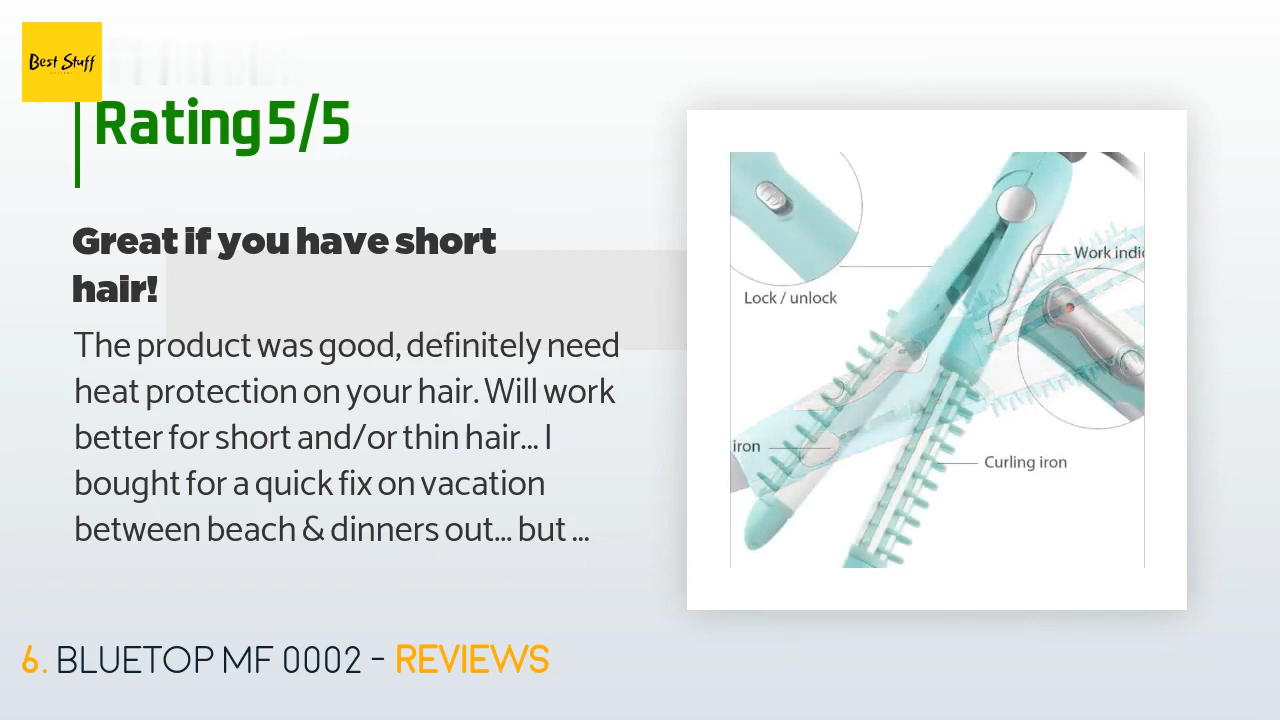 Best Stuff
Rating 5/5
Great if you have short
hair!
The product was good, definitely need
heat protection on your hair. Will work
better for short and/or thin hair... I
bought for a quick fix on vacation
between beach & dinners out... but ...
Lock / unlock
Work indic
iron
Curling iron
6. BLUETOP MF 0002 - REVIEWS